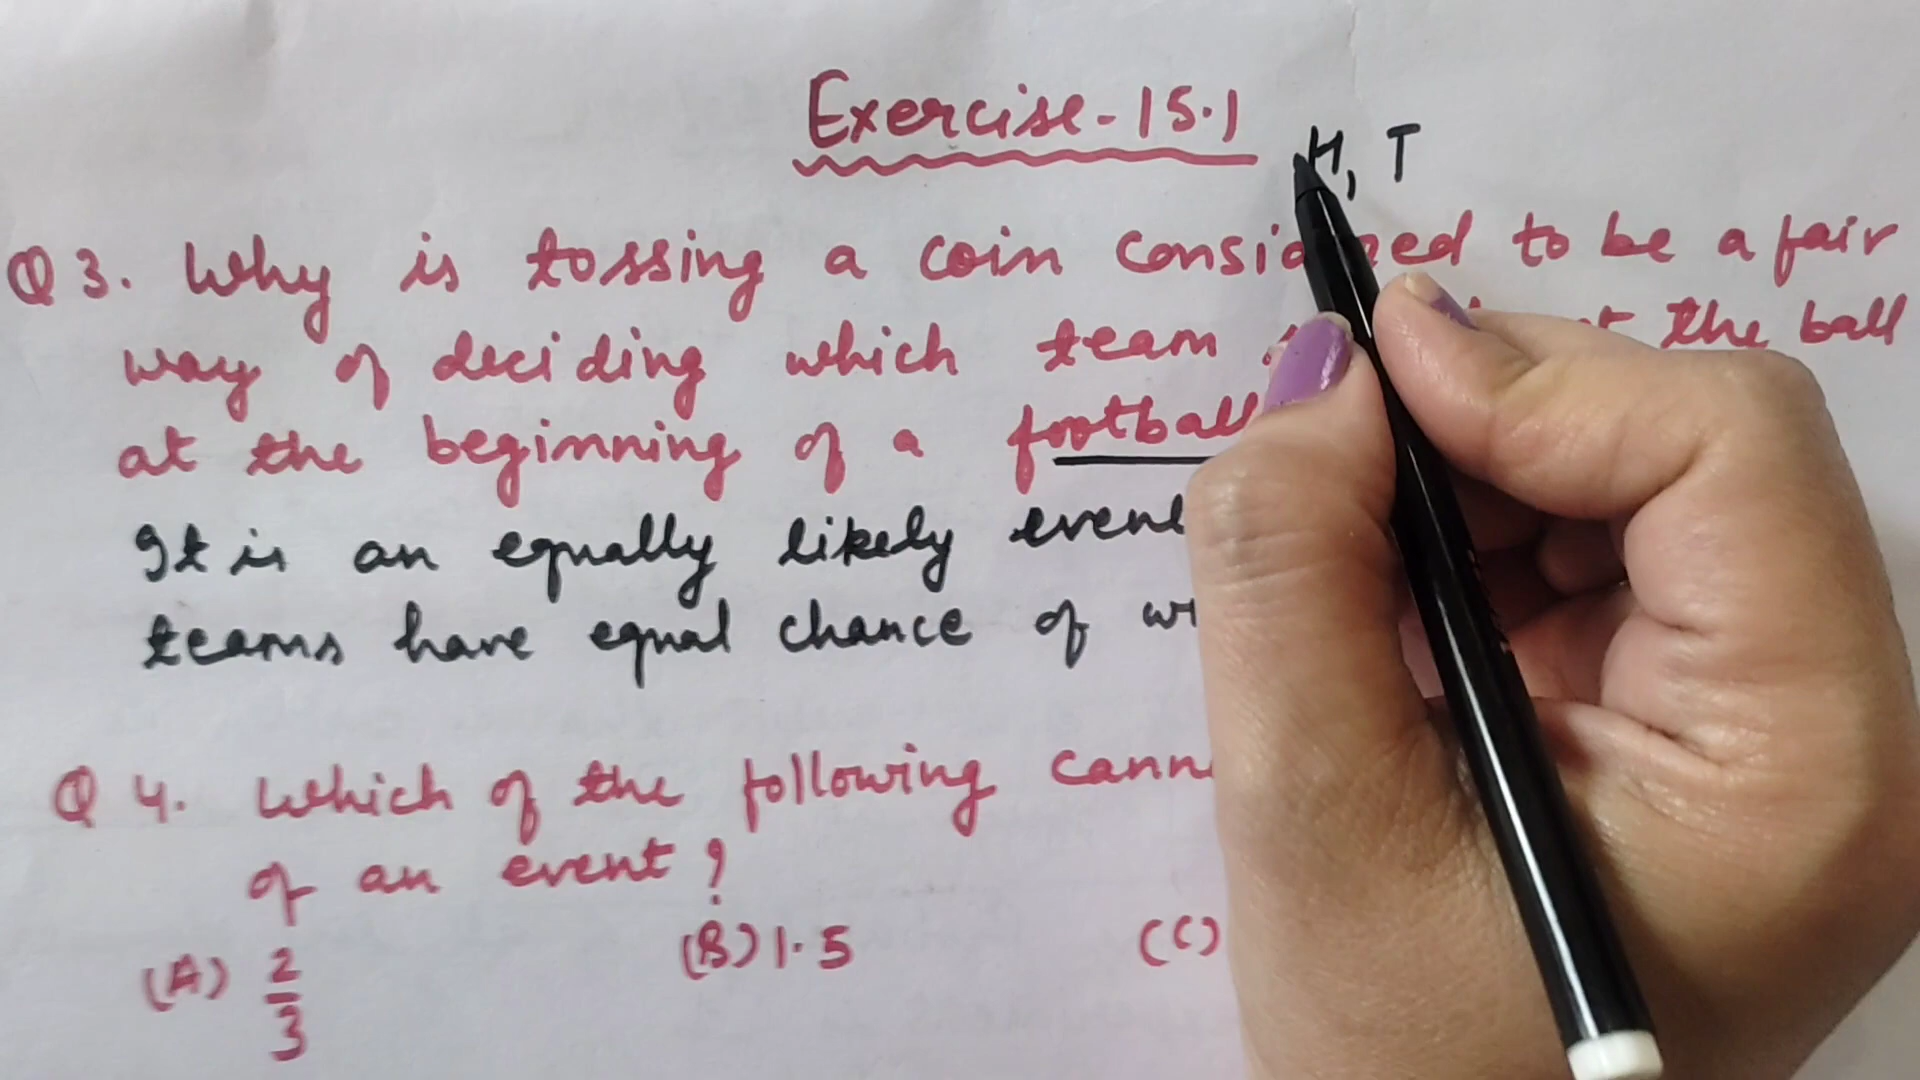 Exercise-15.1
H, T
Q3. Why is tossing a coin considered to be a fair
way of deciding which team the ball
at the beginning of a football
It is an equally likely event
teams have equal chance of
Q4. Which of the following
of an event?
(A) 2/3 (B) 1.5 (C)